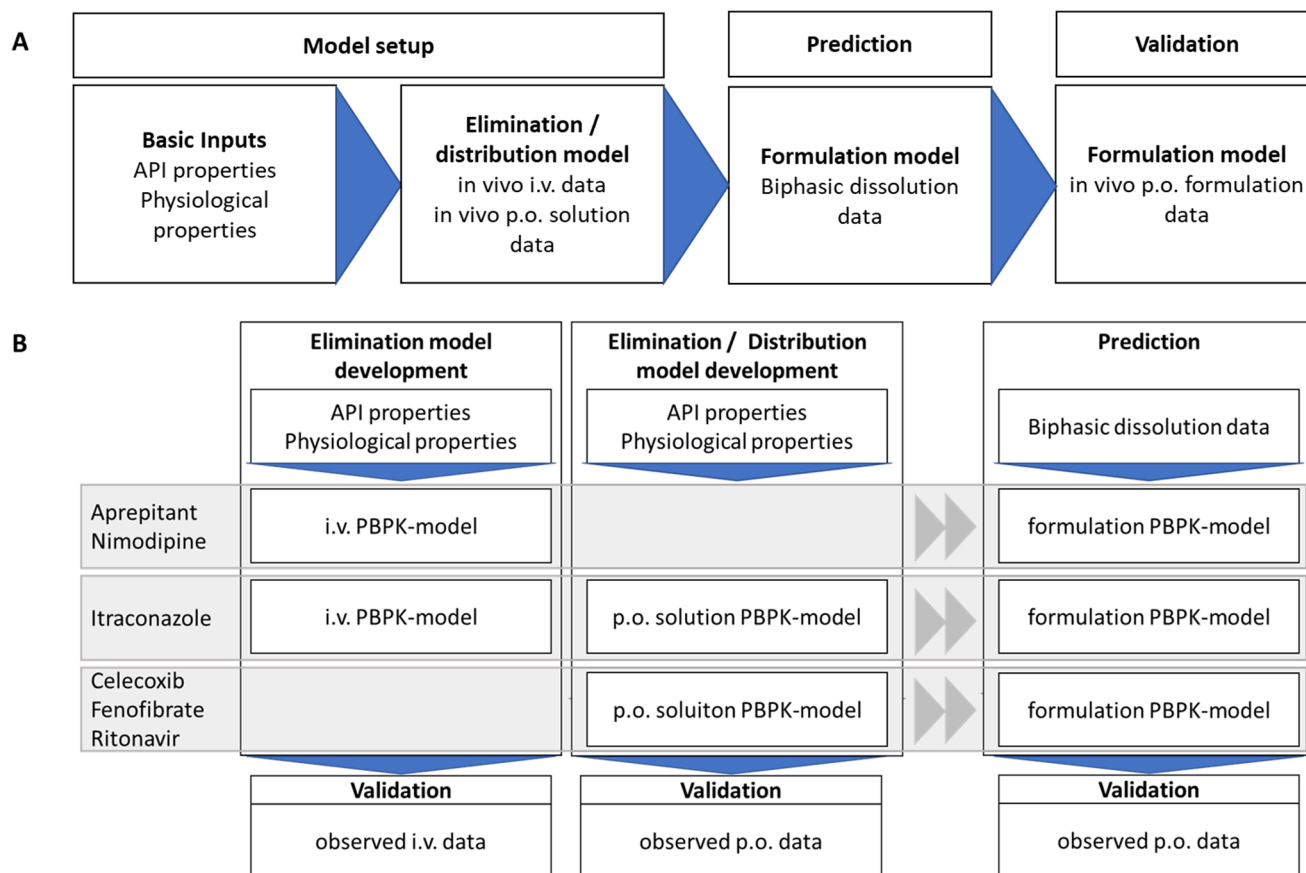 A
Model setup
Prediction
Validation
Basic Inputs
API properties
Physiological
properties
Elimination /
distribution model
in vivo i.v. data
in vivo p.o. solution
data
Formulation model
Biphasic dissolution
data
Formulation model
in vivo p.o. formulation
data
B
Elimination model
development
Elimination / Distribution
model development
Prediction
API properties
Physiological properties
API properties
Physiological properties
Biphasic dissolution data
Aprepitant
Nimodipine
i.v. PBPK-model
formulation PBPK-model
Itraconazole
i.v. PBPK-model
p.o. solution PBPK-model
formulation PBPK-model
Celecoxib
Fenofibrate
Ritonavir
p.o. soluiton PBPK-model
formulation PBPK-model
Validation
Validation
Validation
observed i.v. data
observed p.o. data
observed p.o. data